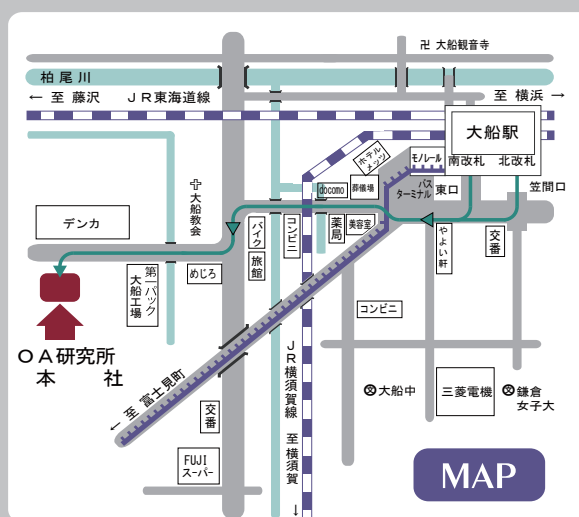 卍 大船観音寺
柏尾川
← 至 藤沢 JR東海道線
至 横浜 →
大船駅
南改札 北改札
モノレール
ホテル
メッツ
docomo
葬儀場
バス
ターミナル
東口
笠間口
大船教会
デンカ
バイク
旅館
コンビニ
薬局
美容室
やよい軒
交番
めじろ
第一パック
大船工場
OA研究所
本 社
コンビニ
← 至 富士見町
JR横須賀線 至 横須賀 →
交番
FUJI
スーパー
文大船中
三菱電機
文鎌倉
女子大
MAP